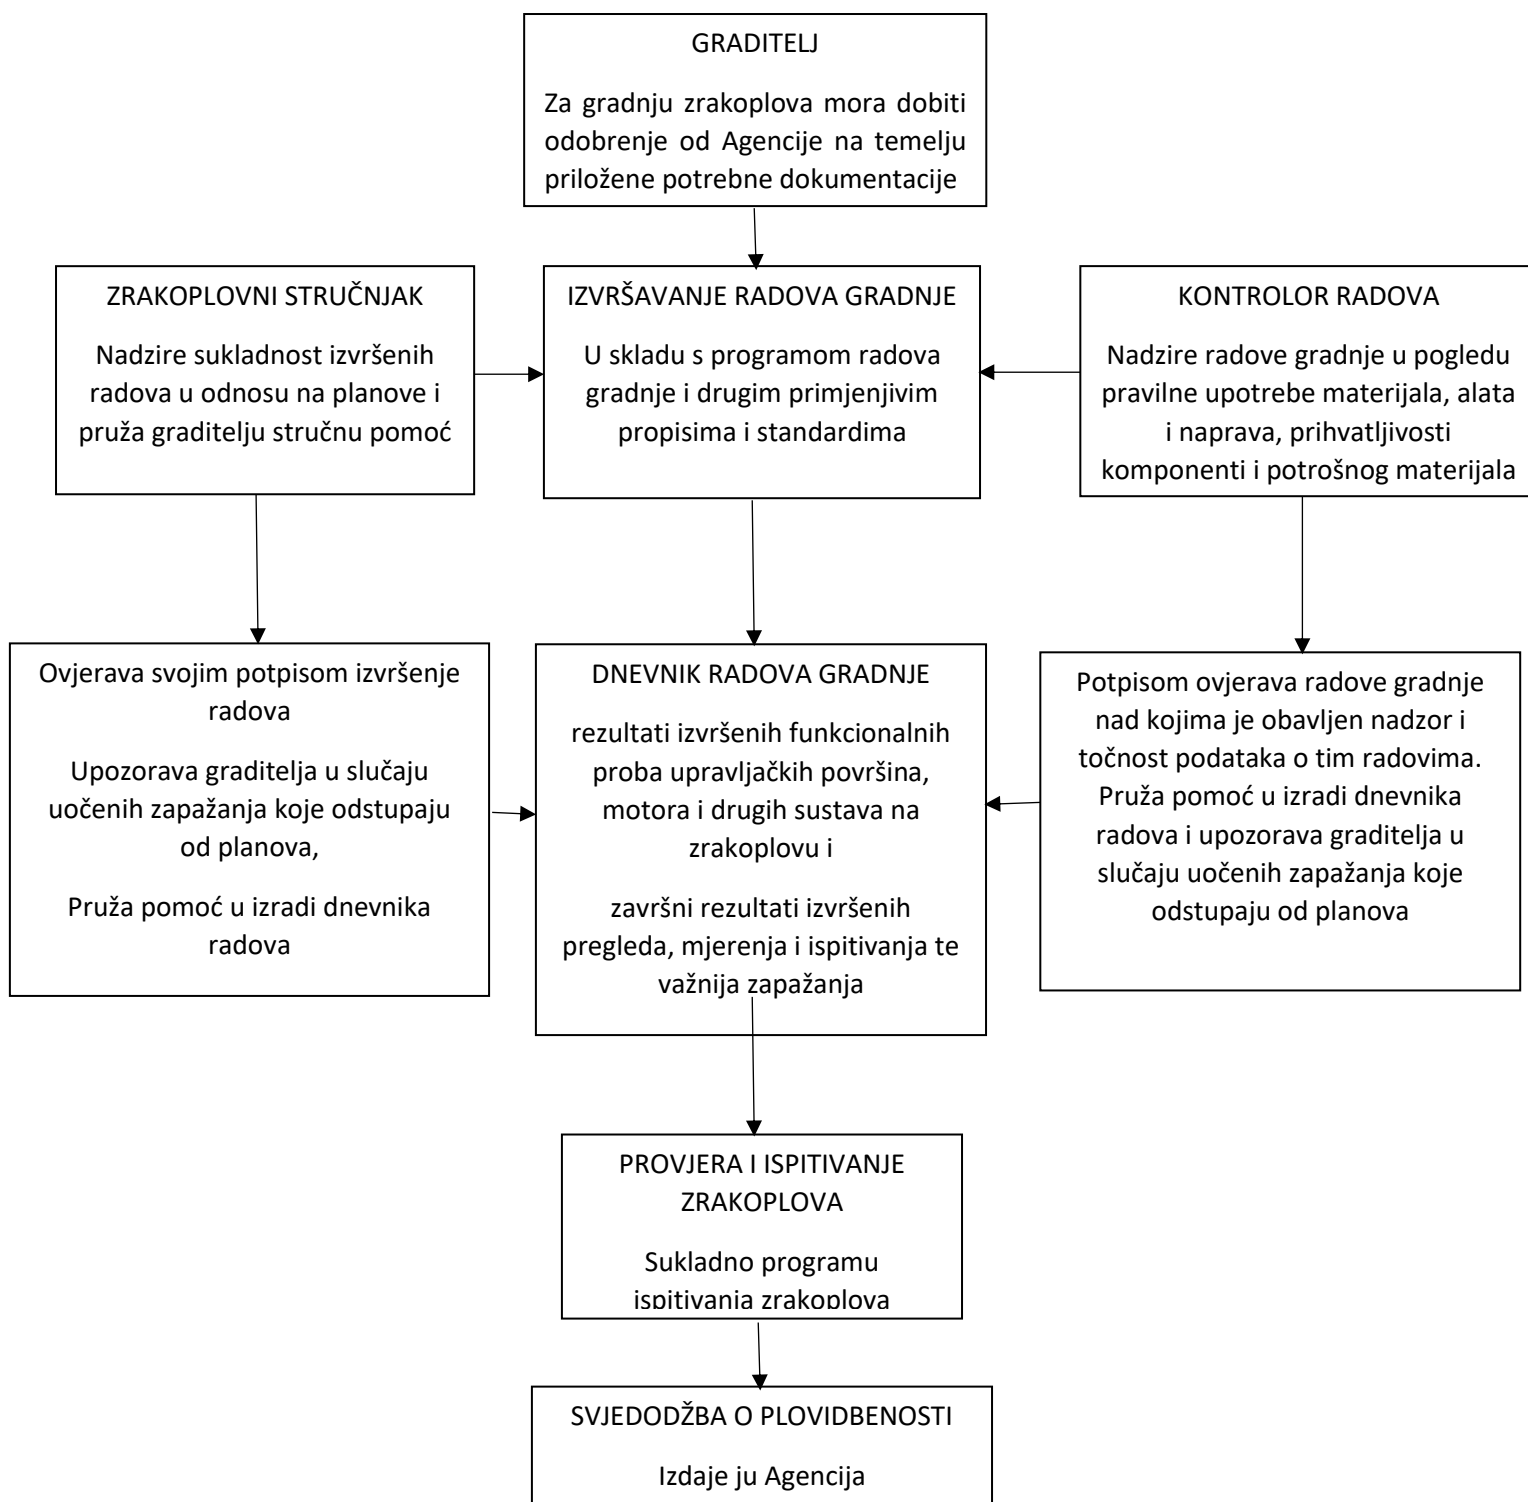 GRADITELJ
Za gradnju zrakoplova mora dobiti
odobrenje od Agencije na temelju
priložene potrebne dokumentacije
ZRAKOPLOVNI STRUČNJAK
Nadzire sukladnost izvršenih
radova u odnosu na planove i
pruža graditelju stručnu pomoć
IZVRŠAVANJE RADOVA GRADNJE
U skladu s programom radova
gradnje i drugim primjenjivim
propisima i standardima
KONTROLOR RADOVA
Nadzire radove gradnje u pogledu
pravilne upotrebe materijala, alata
i naprava, prihvatljivosti
komponenti i potrošnog materijala
Ovjerava svojim potpisom izvršenje
radova
Upozorava graditelja u slučaju
uočenih zapažanja koje odstupaju
od planova,
Pruža pomoć u izradi dnevnika
radova
DNEVNIK RADOVA GRADNJE
rezultati izvršenih funkcionalnih
proba upravljačkih površina,
motora i drugih sustava na
zrakoplovu i
završni rezultati izvršenih
pregleda, mjerenja i ispitivanja te
važnija zapažanja
Potpisom ovjerava radove gradnje
nad kojima je obavljen nadzor i
točnost podataka o tim radovima.
Pruža pomoć u izradi dnevnika
radova i upozorava graditelja u
slučaju uočenih zapažanja koje
odstupaju od planova
PROVJERA I ISPITIVANJE
ZRAKOPLOVA
Sukladno programu
ispitivanja zrakoplova
SVJEDODŽBA O PLOVIDBENOSTI
Izdaje ju Agencija